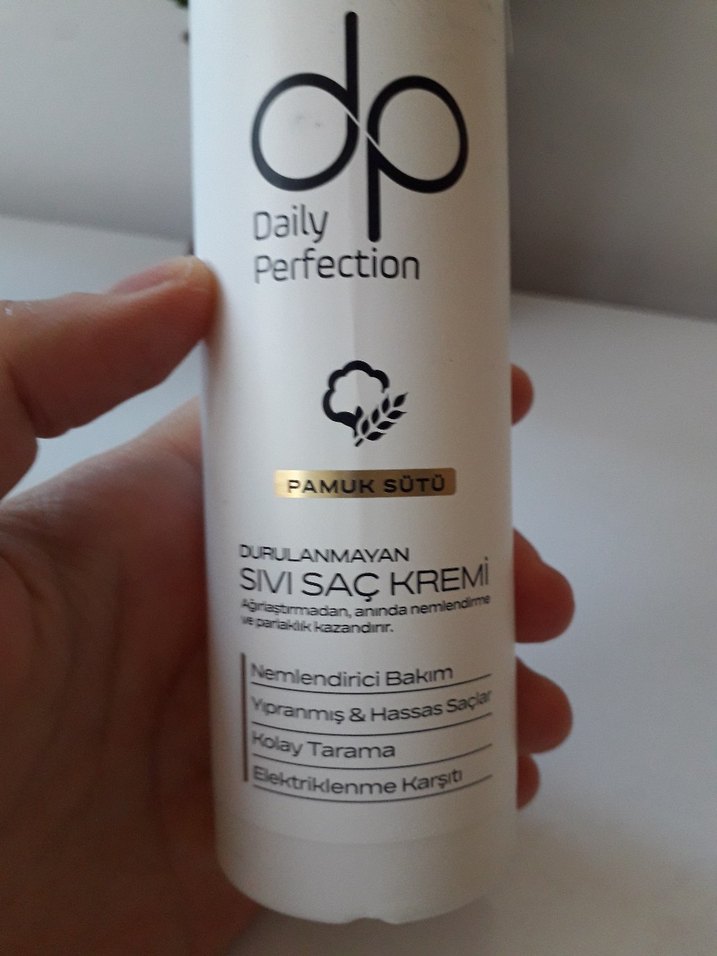 dp
Daily
Perfection
PAMUK SÜTÜ
DURULANMAYAN
SIVI SAÇ KREMİ
Ağırlaştırmadan, anında nemlendirme
ve parlaklık kazandırır.
Nemlendirici Bakım
Yıpranmış & Hassas Saçlar
Kolay Tarama
Elektriklenme Karşıtı